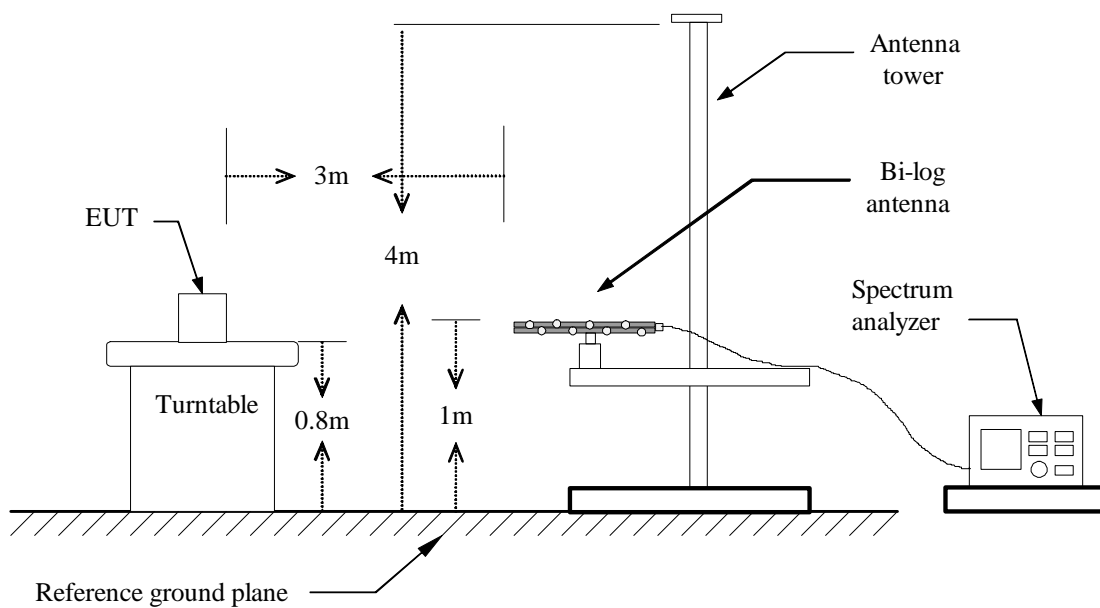 Antenna
tower
3m
Bi-log
antenna
EUT
4m
Spectrum
analyzer
Turntable
0.8m
1m
Reference ground plane